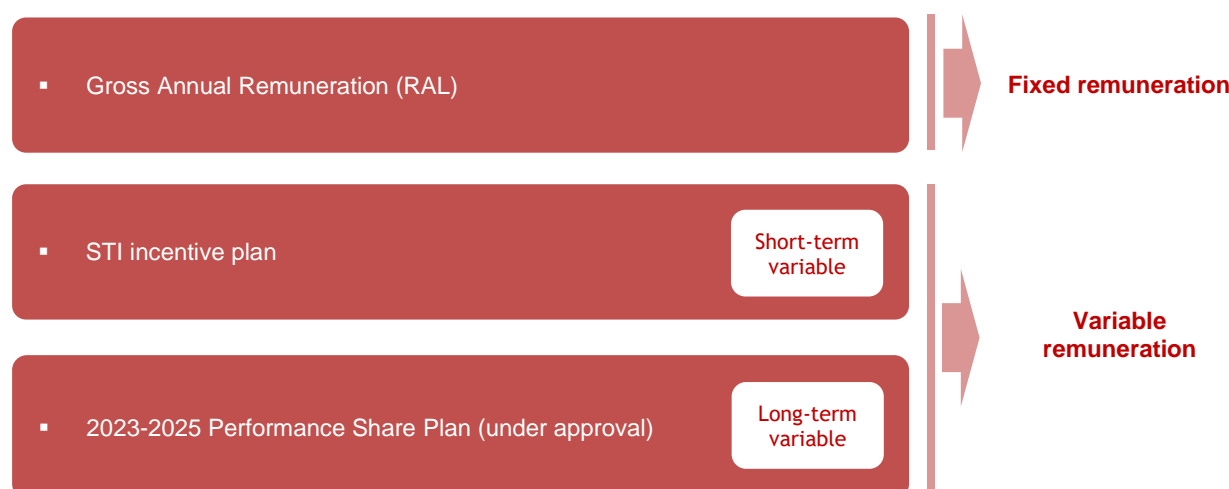 ▪ Gross Annual Remuneration (RAL)
Fixed remuneration
▪ STI incentive plan
Short-term
variable
Variable
remuneration
▪ 2023-2025 Performance Share Plan (under approval)
Long-term
variable